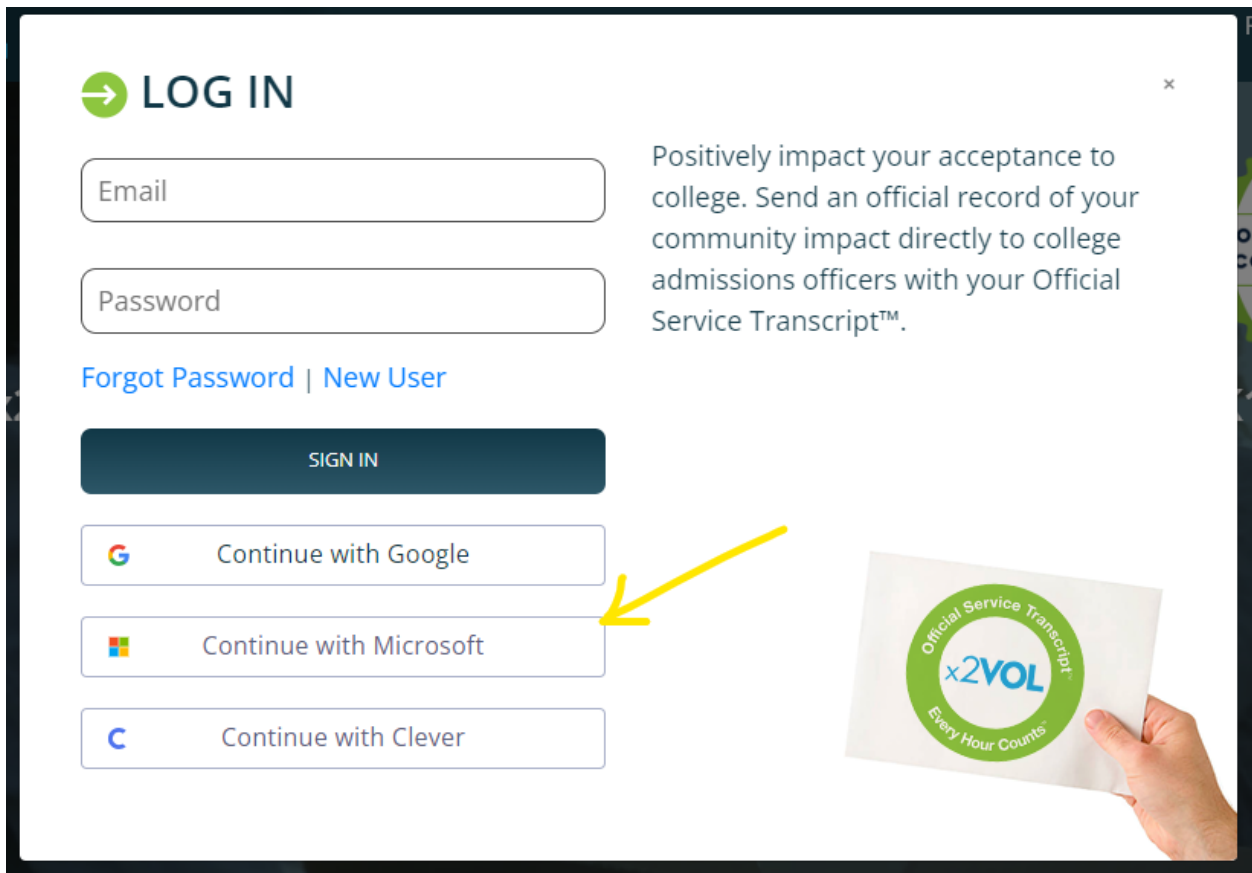 LOG IN
×
Email
Password
Forgot Password | New User
SIGN IN
Continue with Google
Continue with Microsoft
Continue with Clever
Positively impact your acceptance to
college. Send an official record of your
community impact directly to college
admissions officers with your Official
Service Transcript™.
Official Service Transcript™
x2VOL
Every Hour Counts™